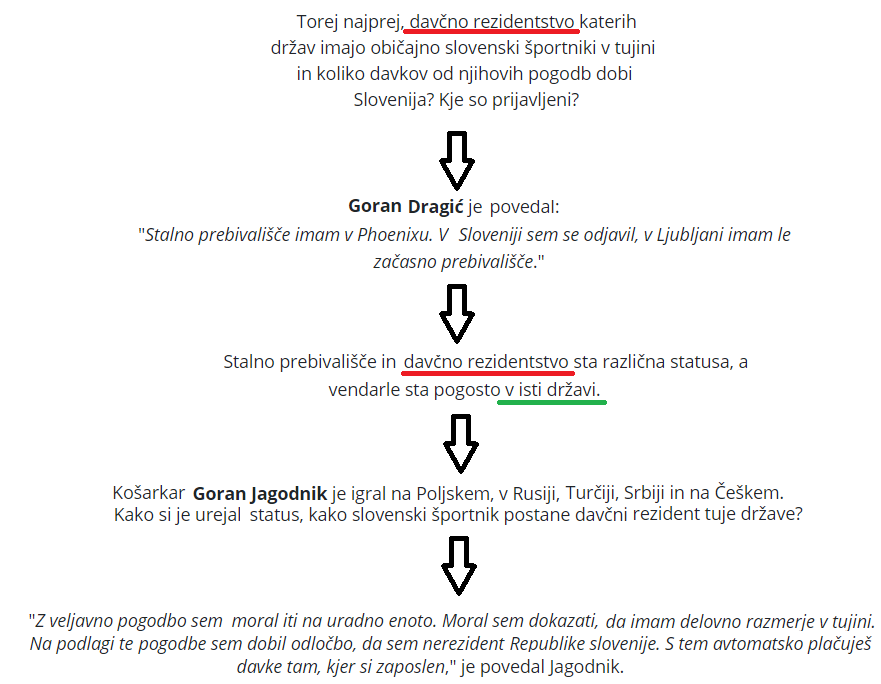 Torej najprej, davčno rezidentstvo katerih
držav imajo običajno slovenski športniki v tujini
in koliko davkov od njihovih pogodb dobi
Slovenija? Kje so prijavljeni?
Goran Dragić je povedal:
"Stalno prebivališče imam v Phoenixu. V Sloveniji sem se odjavil, v Ljubljani imam le
začasno prebivališče."
Stalno prebivališče in davčno rezidentstvo sta različna statusa, a
vendarle sta pogosto v isti državi.
Košarkar Goran Jagodnik je igral na Poljskem, v Rusiji, Turčiji, Srbiji in na Češkem.
Kako si je urejal status, kako slovenski športnik postane davčni rezident tuje države?
"Z veljavno pogodbo sem moral iti na uradno enoto. Moral sem dokazati, da imam delovno razmerje v tujini.
Na podlagi te pogodbe sem dobil odločbo, da sem nerezident Republike slovenije. S tem avtomatsko plačuješ
davke tam, kjer si zaposlen," je povedal Jagodnik.